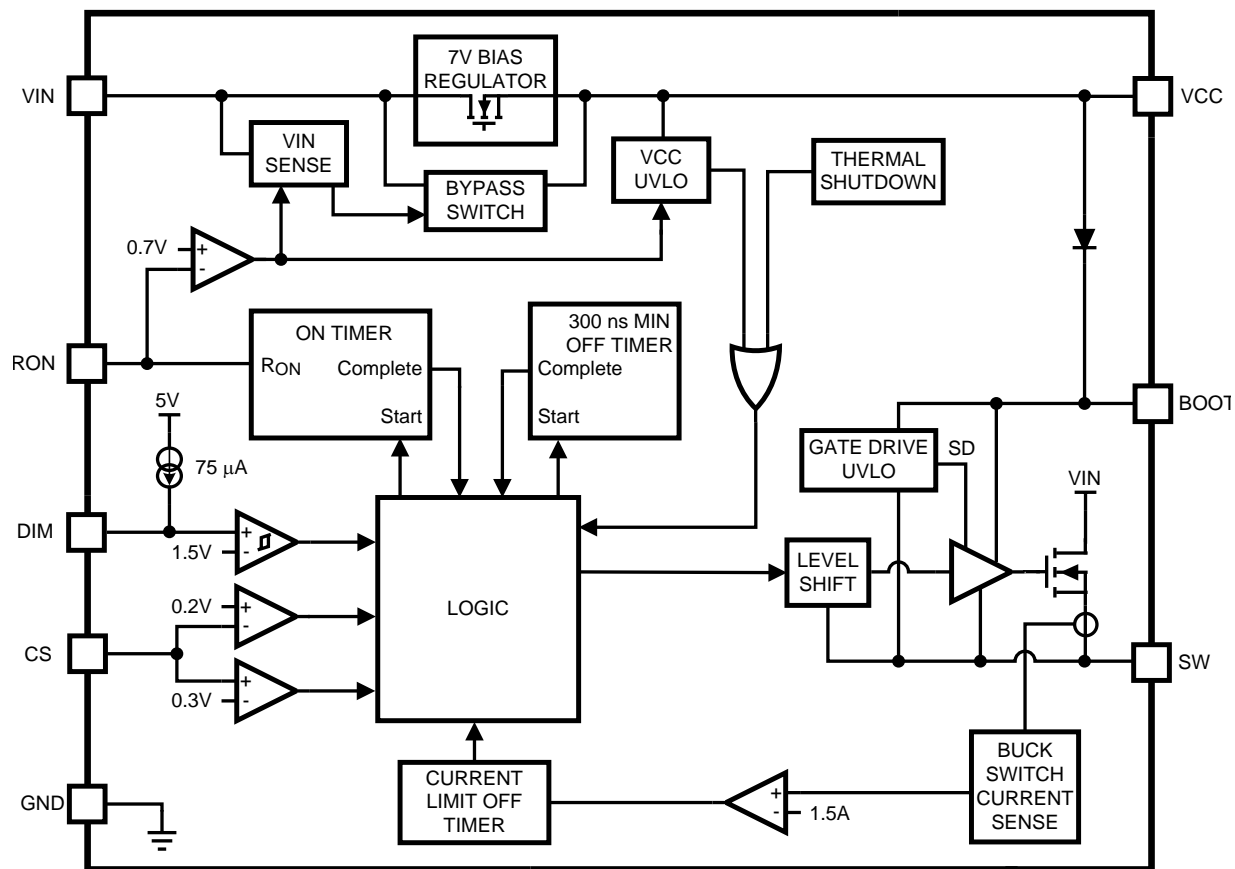 7V BIAS
REGULATOR
VIN
VCC
VIN
SENSE
VCC
UVLO
THERMAL
SHUTDOWN
BYPASS
SWITCH
0.7V
+
-
ON TIMER
RON
Complete
Start
300 ns MIN
OFF TIMER
Complete
Start
RON
5V
75 μA
BOOT
GATE DRIVE
UVLO
SD
VIN
DIM
+
-
1.5V
LEVEL
SHIFT
LOGIC
0.2V
+
-
CS
+
-
0.3V
SW
GND
CURRENT
LIMIT OFF
TIMER
+
-
1.5A
BUCK
SWITCH
CURRENT
SENSE